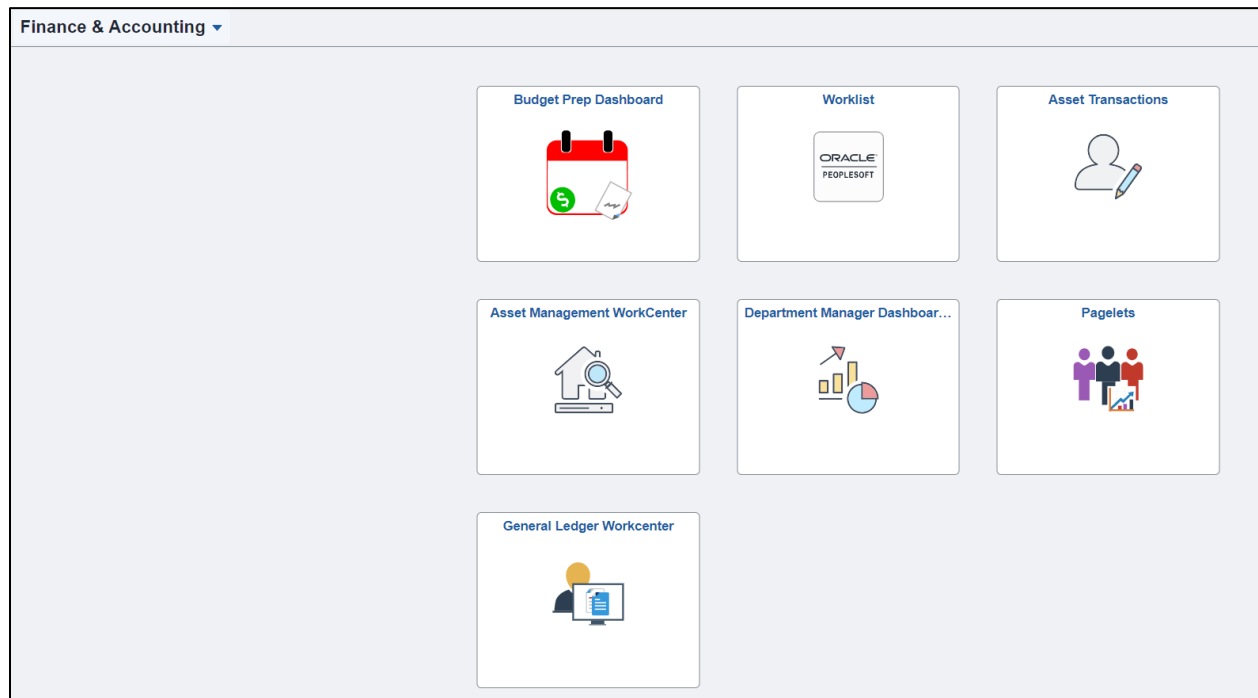 Finance & Accounting
Budget Prep Dashboard
Worklist
Asset Transactions
ORACLE
PEOPLESOFT
Asset Management WorkCenter
Department Manager Dashboar...
Pagelets
General Ledger Workcenter